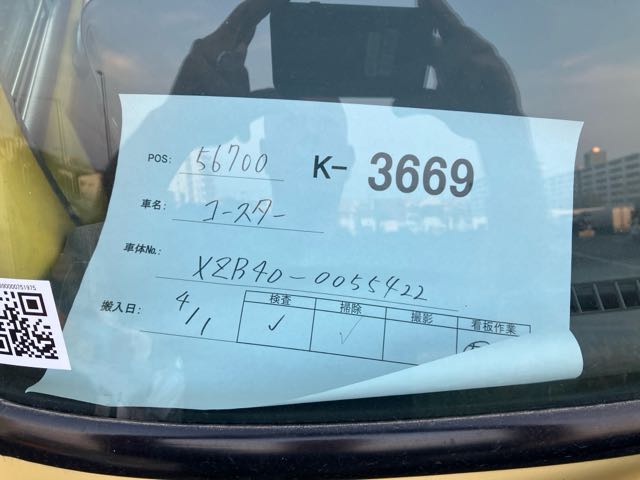 POS: 56700 K- 3669
車名: コースター
車体No.: XZB40-0055422
搬入日: 4/1
検査 掃除 撮影 看板作業
✓ ✓